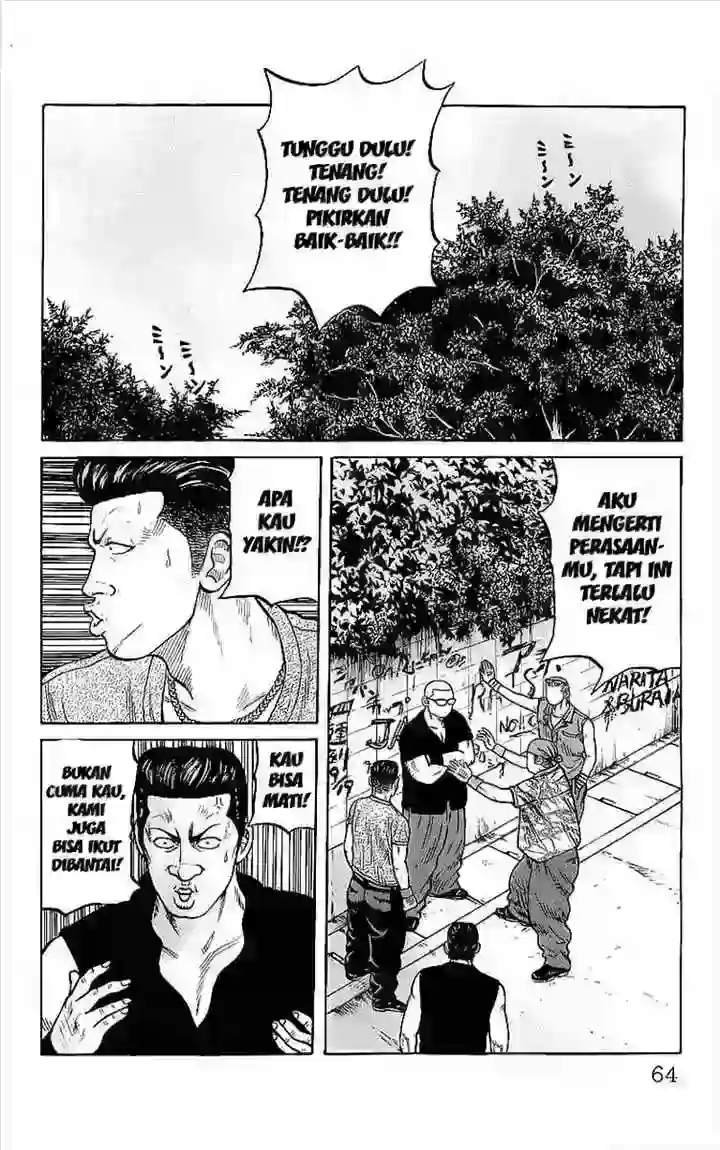 TUNGGU DULU!
TENANG!
TENANG DULU!
PIKIRKAN
BAIK-BAIK!!
ミーン
ミーン
ミーン
ミーン
APA
KAU
YAKIN!?
AKU
MENGERTI
PERASAAN-
MU, TAPI INI
TERLALU
NEKAT!
NARITA
KAU
BISA
MATI!
BUKAN
CUMA KAU,
KAMI
JUGA
BISA IKUT
DIBANTAI!
64